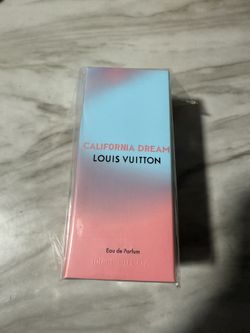 CALIFORNIA DREAM
LOUIS VUITTON
Eau de Parfum